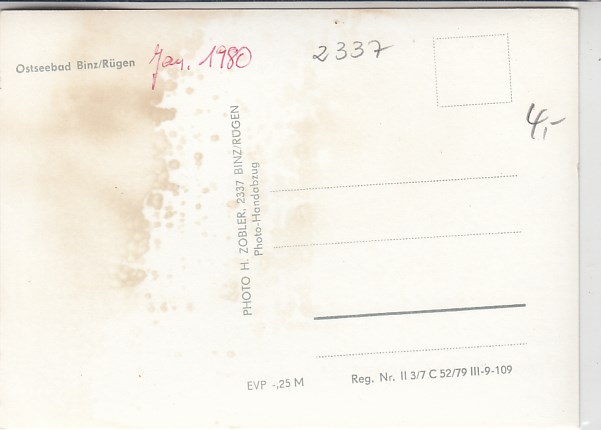 Ostseebad Binz/Rügen
Jan. 1980
2337
4,-
PHOTO H. ZOBLER, 2337 BINZ/RÜGEN
Photo-Handabzug
EVP -,25 M
Reg. Nr. II 3/7 C 52/79 III-9-109